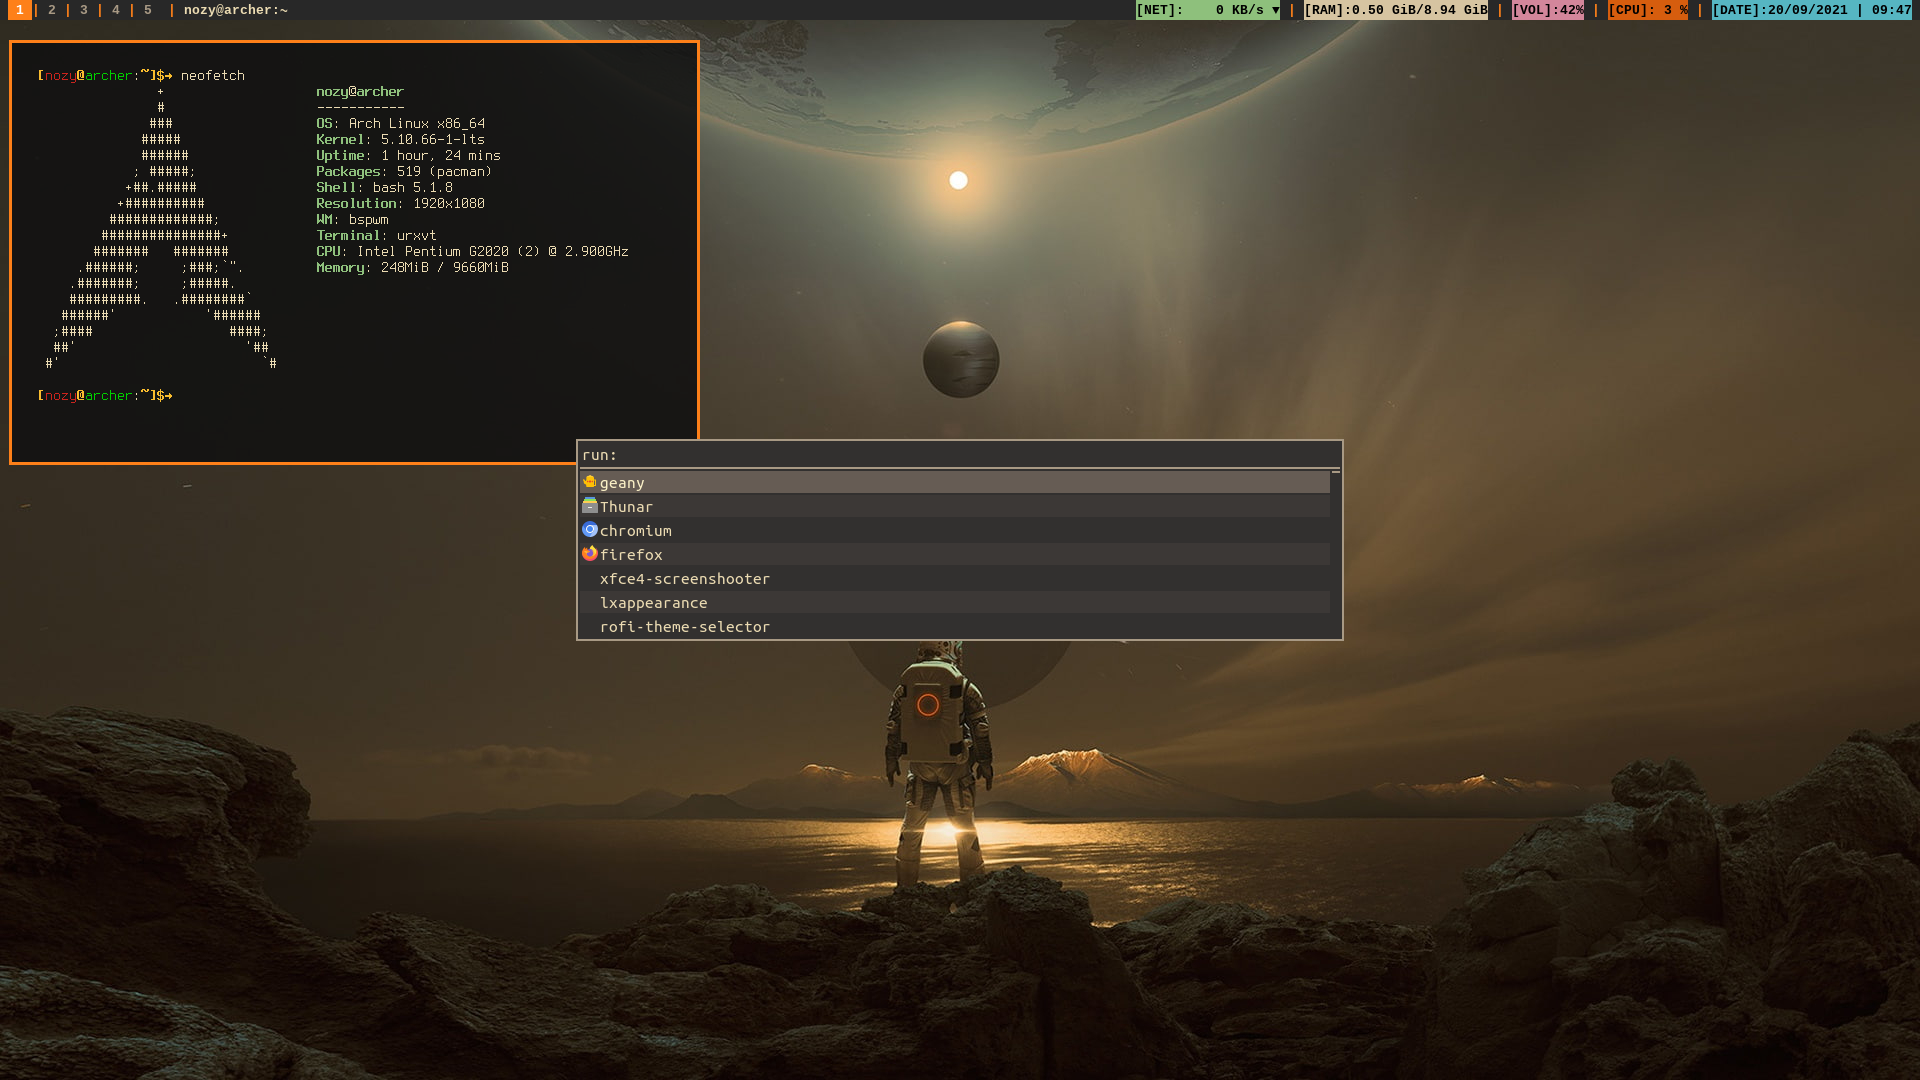 1 | 2 | 3 | 4 | 5 | nozy@archer:~ [NET]: 0 KB/s ▼ | [RAM]:0.50 GiB/8.94 GiB | [VOL]:42% | [CPU]: 3 % | [DATE]:20/09/2021 | 09:47
[nozy@archer:~]$→ neofetch
                +
                #
               ###
              #####
              ######
             ; #####;
            +##.#####
           +##########
          #############;
         ###############+
        #######   #######
      .######;     ;###;`".
     .#######;     ;#####.
     #########.   .########`
    ######'           '######
   ;####                 ####;
   ##'                     '##
  #'                         `#
nozy@archer
-----------
OS: Arch Linux x86_64
Kernel: 5.10.66-1-lts
Uptime: 1 hour, 24 mins
Packages: 519 (pacman)
Shell: bash 5.1.8
Resolution: 1920x1080
WM: bspwm
Terminal: urxvt
CPU: Intel Pentium G2020 (2) @ 2.900GHz
Memory: 248MiB / 9660MiB
[nozy@archer:~]$→
run:
geany
Thunar
chromium
firefox
xfce4-screenshooter
lxappearance
rofi-theme-selector